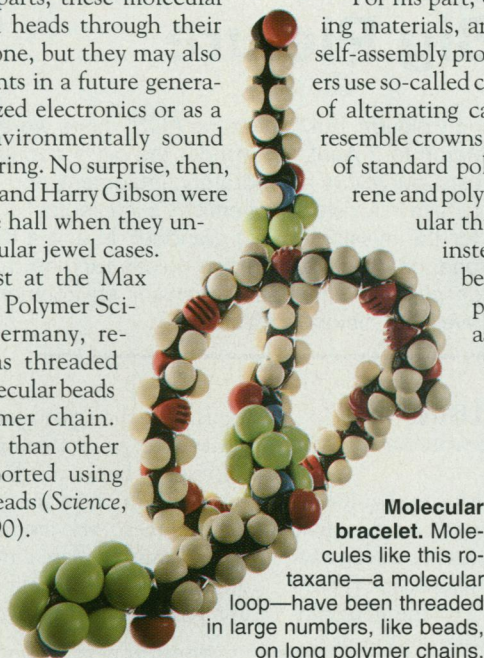 parts, these molecular
heads through their
one, but they may also
nts in a future genera-
zed electronics or as a
nvironmentally sound
ring. No surprise, then,
and Harry Gibson were
e hall when they un-
ular jewel cases.
st at the Max
Polymer Sci-
ermany, re-
s threaded
ecular beads
mer chain.
than other
orted using
eads (Science,
90).
For his part,
ing materials, an
self-assembly pro
ers use so-called c
of alternating ca
resemble crowns
of standard pol
rene and poly
ular th
inste
be
p
a
Molecular
bracelet. Mole-
cules like this ro-
taxane—a molecular
loop—have been threaded
in large numbers, like beads,
on long polymer chains.